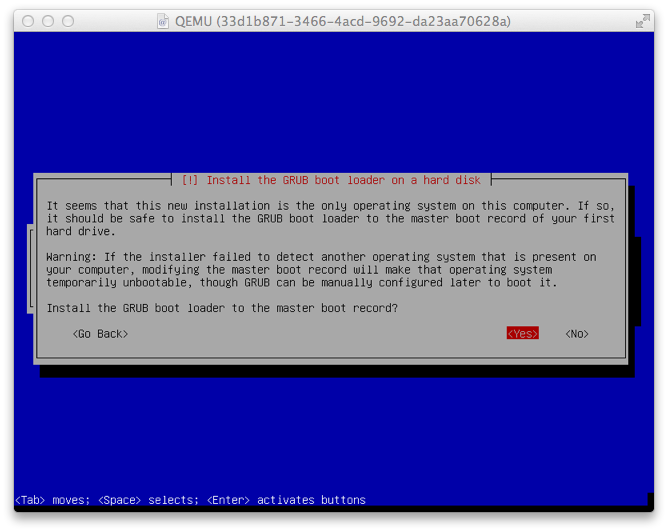 QEMU (33d1b871-3466-4acd-9692-da23aa70628a)
[!] Install the GRUB boot loader on a hard disk
It seems that this new installation is the only operating system on this computer. If so,
it should be safe to install the GRUB boot loader to the master boot record of your first
hard drive.
Warning: If the installer failed to detect another operating system that is present on
your computer, modifying the master boot record will make that operating system
temporarily unbootable, though GRUB can be manually configured later to boot it.
Install the GRUB boot loader to the master boot record?
<Go Back> <Yes> <No>
<Tab> moves; <Space> selects; <Enter> activates buttons